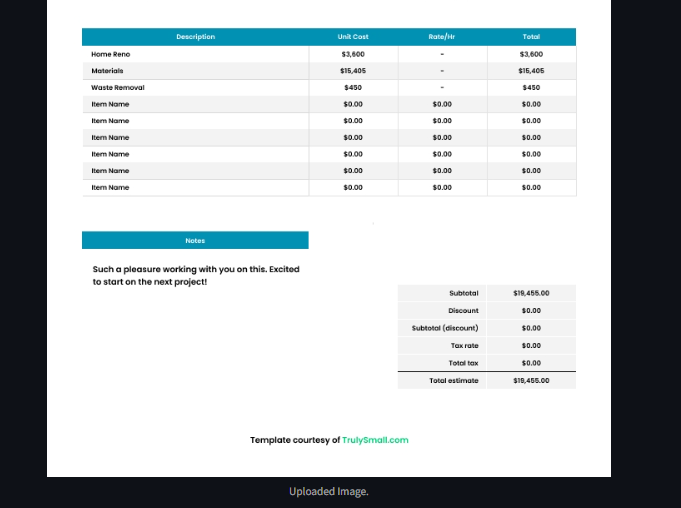 Description Unit Cost Rate/Hr Total
Home Reno $3,600 - $3,600
Materials $15,405 - $15,405
Waste Removal $450 - $450
Item Name $0.00 $0.00 $0.00
Item Name $0.00 $0.00 $0.00
Item Name $0.00 $0.00 $0.00
Item Name $0.00 $0.00 $0.00
Item Name $0.00 $0.00 $0.00
Item Name $0.00 $0.00 $0.00
Notes
Such a pleasure working with you on this. Excited
to start on the next project!
Subtotal $19,455.00
Discount $0.00
Subtotal (discount) $0.00
Tax rate $0.00
Total tax $0.00
Total estimate $19,455.00
Template courtesy of TrulySmall.com
Uploaded Image.